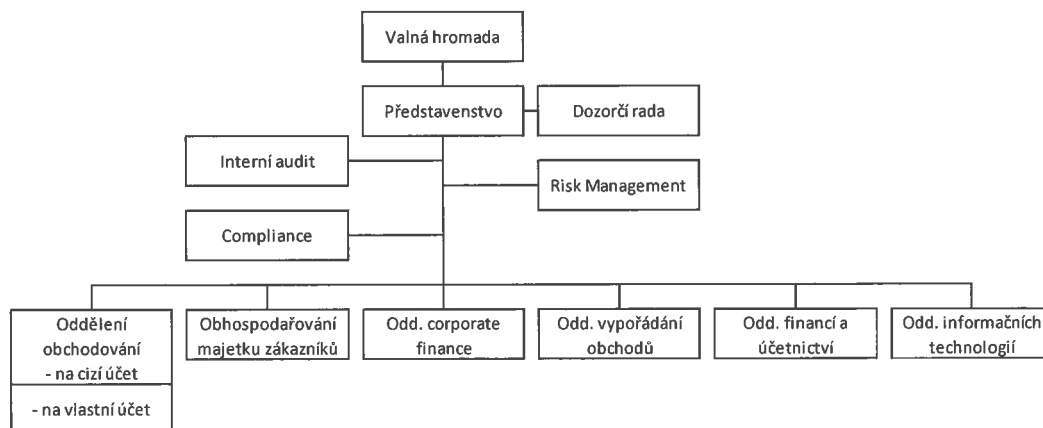 Valná hromada
Představenstvo
Dozorčí rada
Interní audit
Risk Management
Compliance
Oddělení
obchodování
- na cizí účet
- na vlastní účet
Obhospodařování
majetku zákazníků
Odd. corporate
finance
Odd. vypořádání
obchodů
Odd. financí a
účetnictví
Odd. informačních
technologií